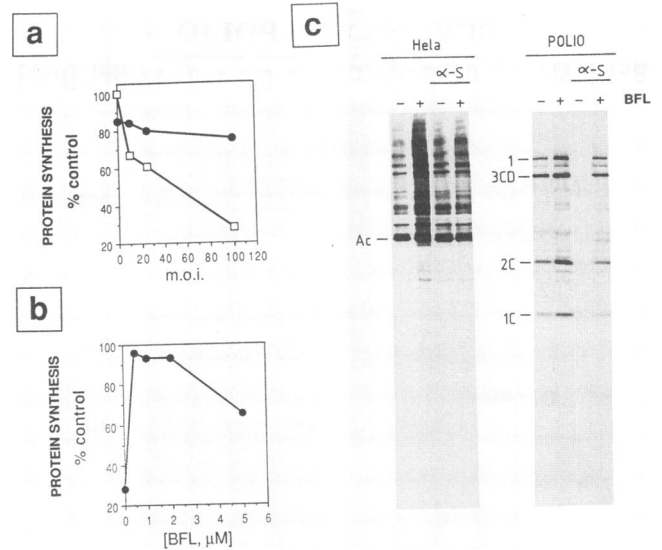 a
PROTEIN SYNTHESIS
% control
100
80
60
40
20
0 20 40 60 80 100 120
m.o.i.
b
PROTEIN SYNTHESIS
% control
100
80
60
40
20
0 1 2 3 4 5 6
[BFL, μM]
c
Hela
α-S
- + - +
Ac
POLIO
α-S
- + - + BFL
1
3CD
2C
1C